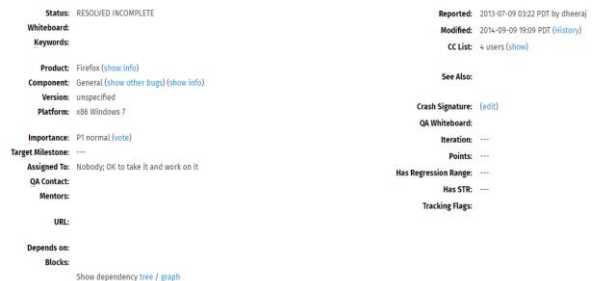 Status: RESOLVED INCOMPLETE
Whiteboard:
Keywords:
Product: Firefox (show info)
Component: General (show other bugs) (show info)
Version: unspecified
Platform: x86 Windows 7
Importance: P1 normal (vote)
Target Milestone: ---
Assigned To: Nobody; OK to take it and work on it
QA Contact:
Mentors:
URL:
Depends on:
Blocks:
Show dependency tree / graph
Reported: 2013-07-09 03:22 PDT by dheeraj
Modified: 2014-09-09 19:09 PDT (History)
CC List: 4 users (show)
See Also:
Crash Signature: (edit)
QA Whiteboard:
Iteration: ---
Points: ---
Has Regression Range: ---
Has STR: ---
Tracking Flags: